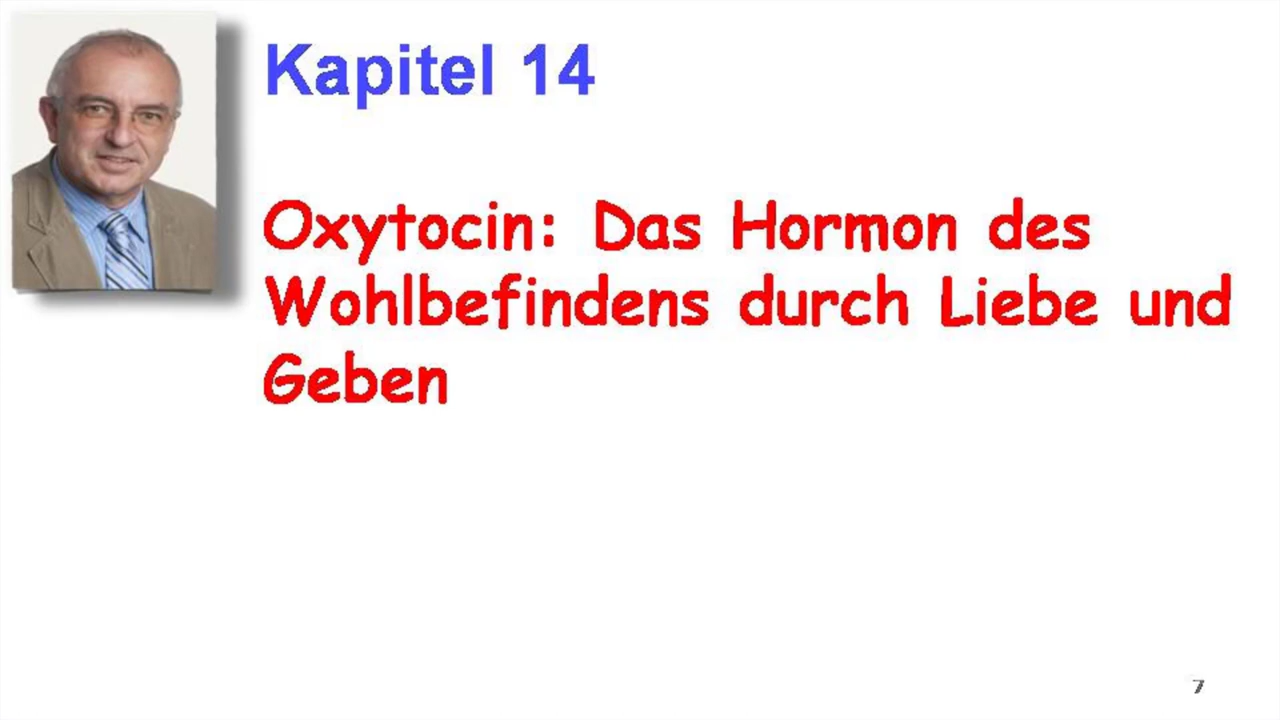 Kapitel 14
Oxytocin: Das Hormon des
Wohlbefindens durch Liebe und
Geben
7